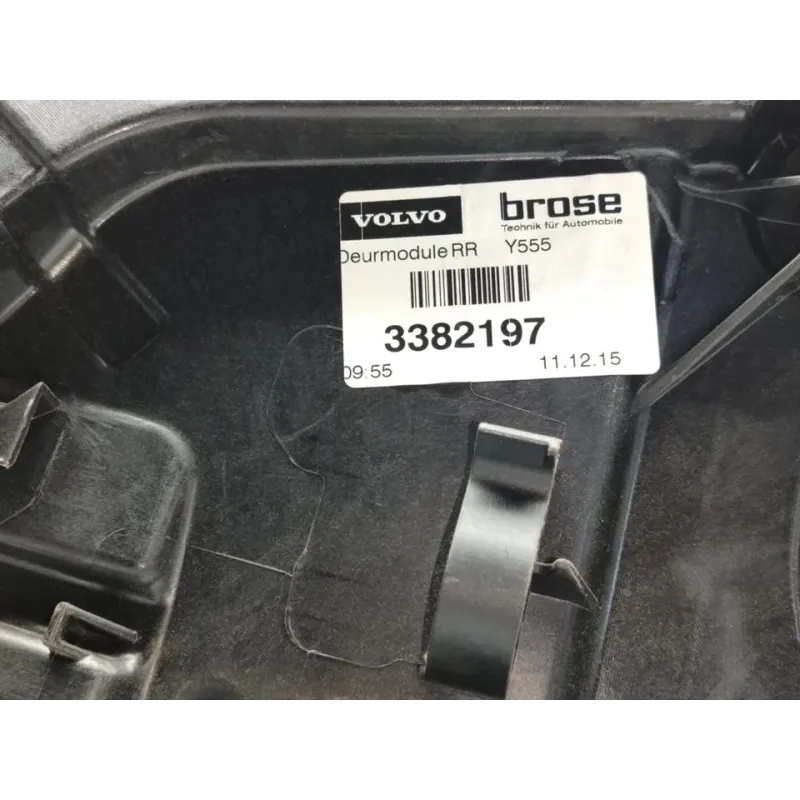 VOLVO brose
Technik für Automobile
Deurmodule RR Y555
3382197
09:55 11.12.15